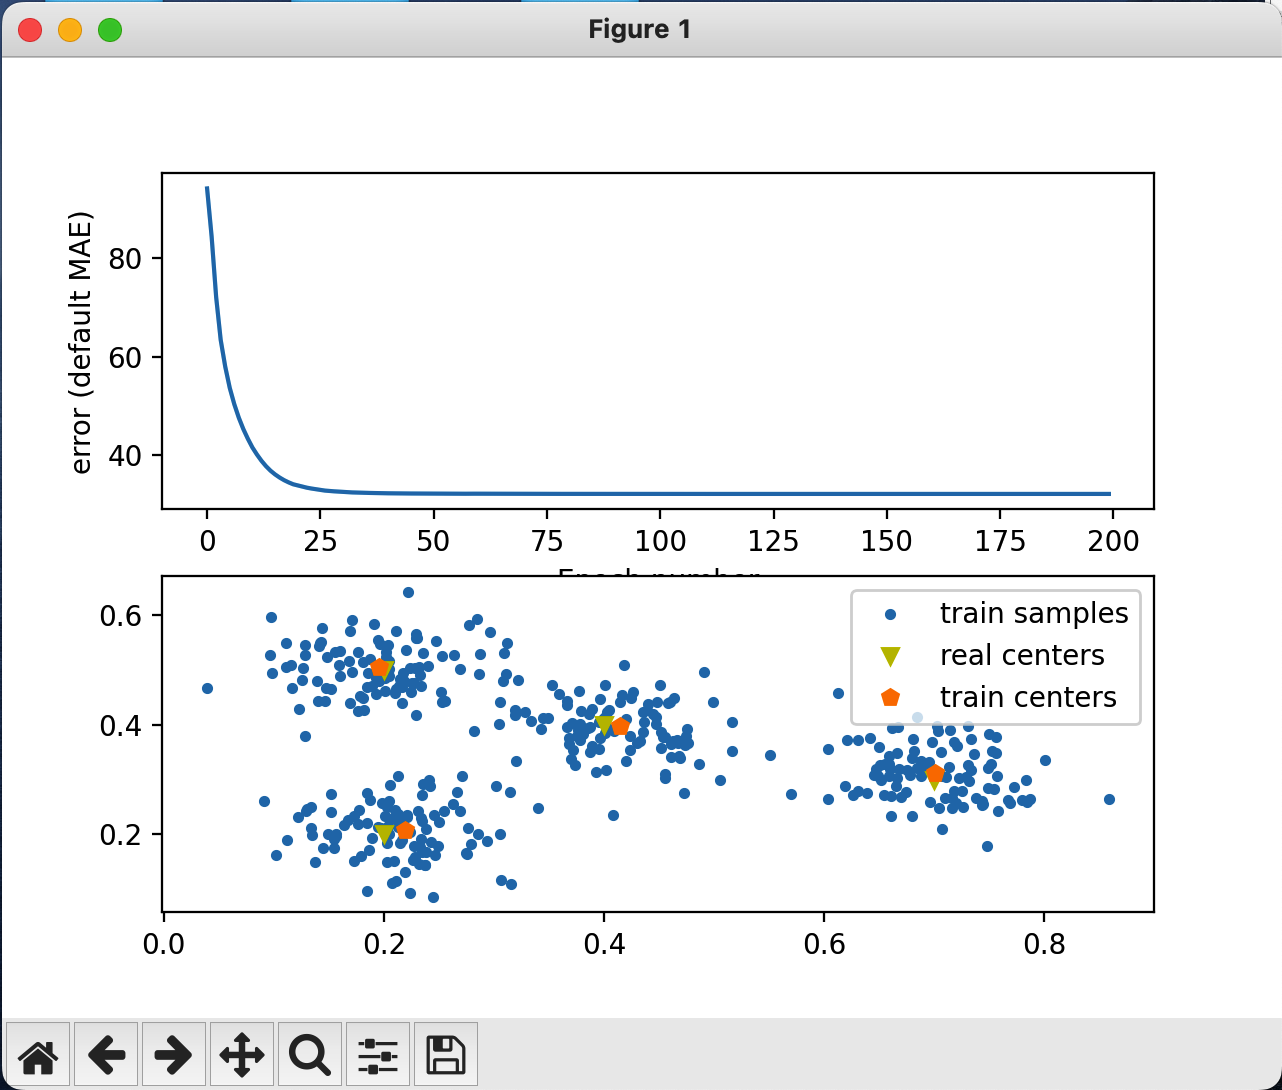 Figure 1
error (default MAE)
80
60
40
0 25 50 75 100 125 150 175 200
Epoch number
train samples
real centers
train centers
0.6
0.4
0.2
0.0 0.2 0.4 0.6 0.8